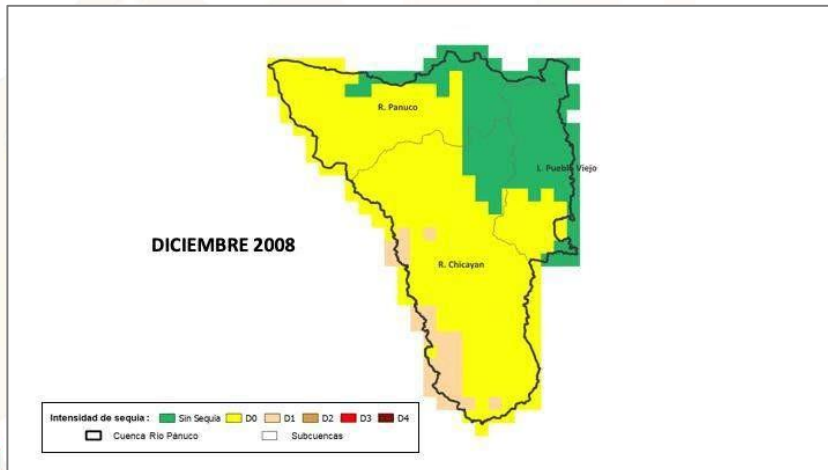 R. Panuco
L. Pueblo Viejo
DICIEMBRE 2008
R. Chicayan
Intensidad de sequia : Sin Sequia D0 D1 D2 D3 D4
Cuenca Rio Pánuco Subcuencas